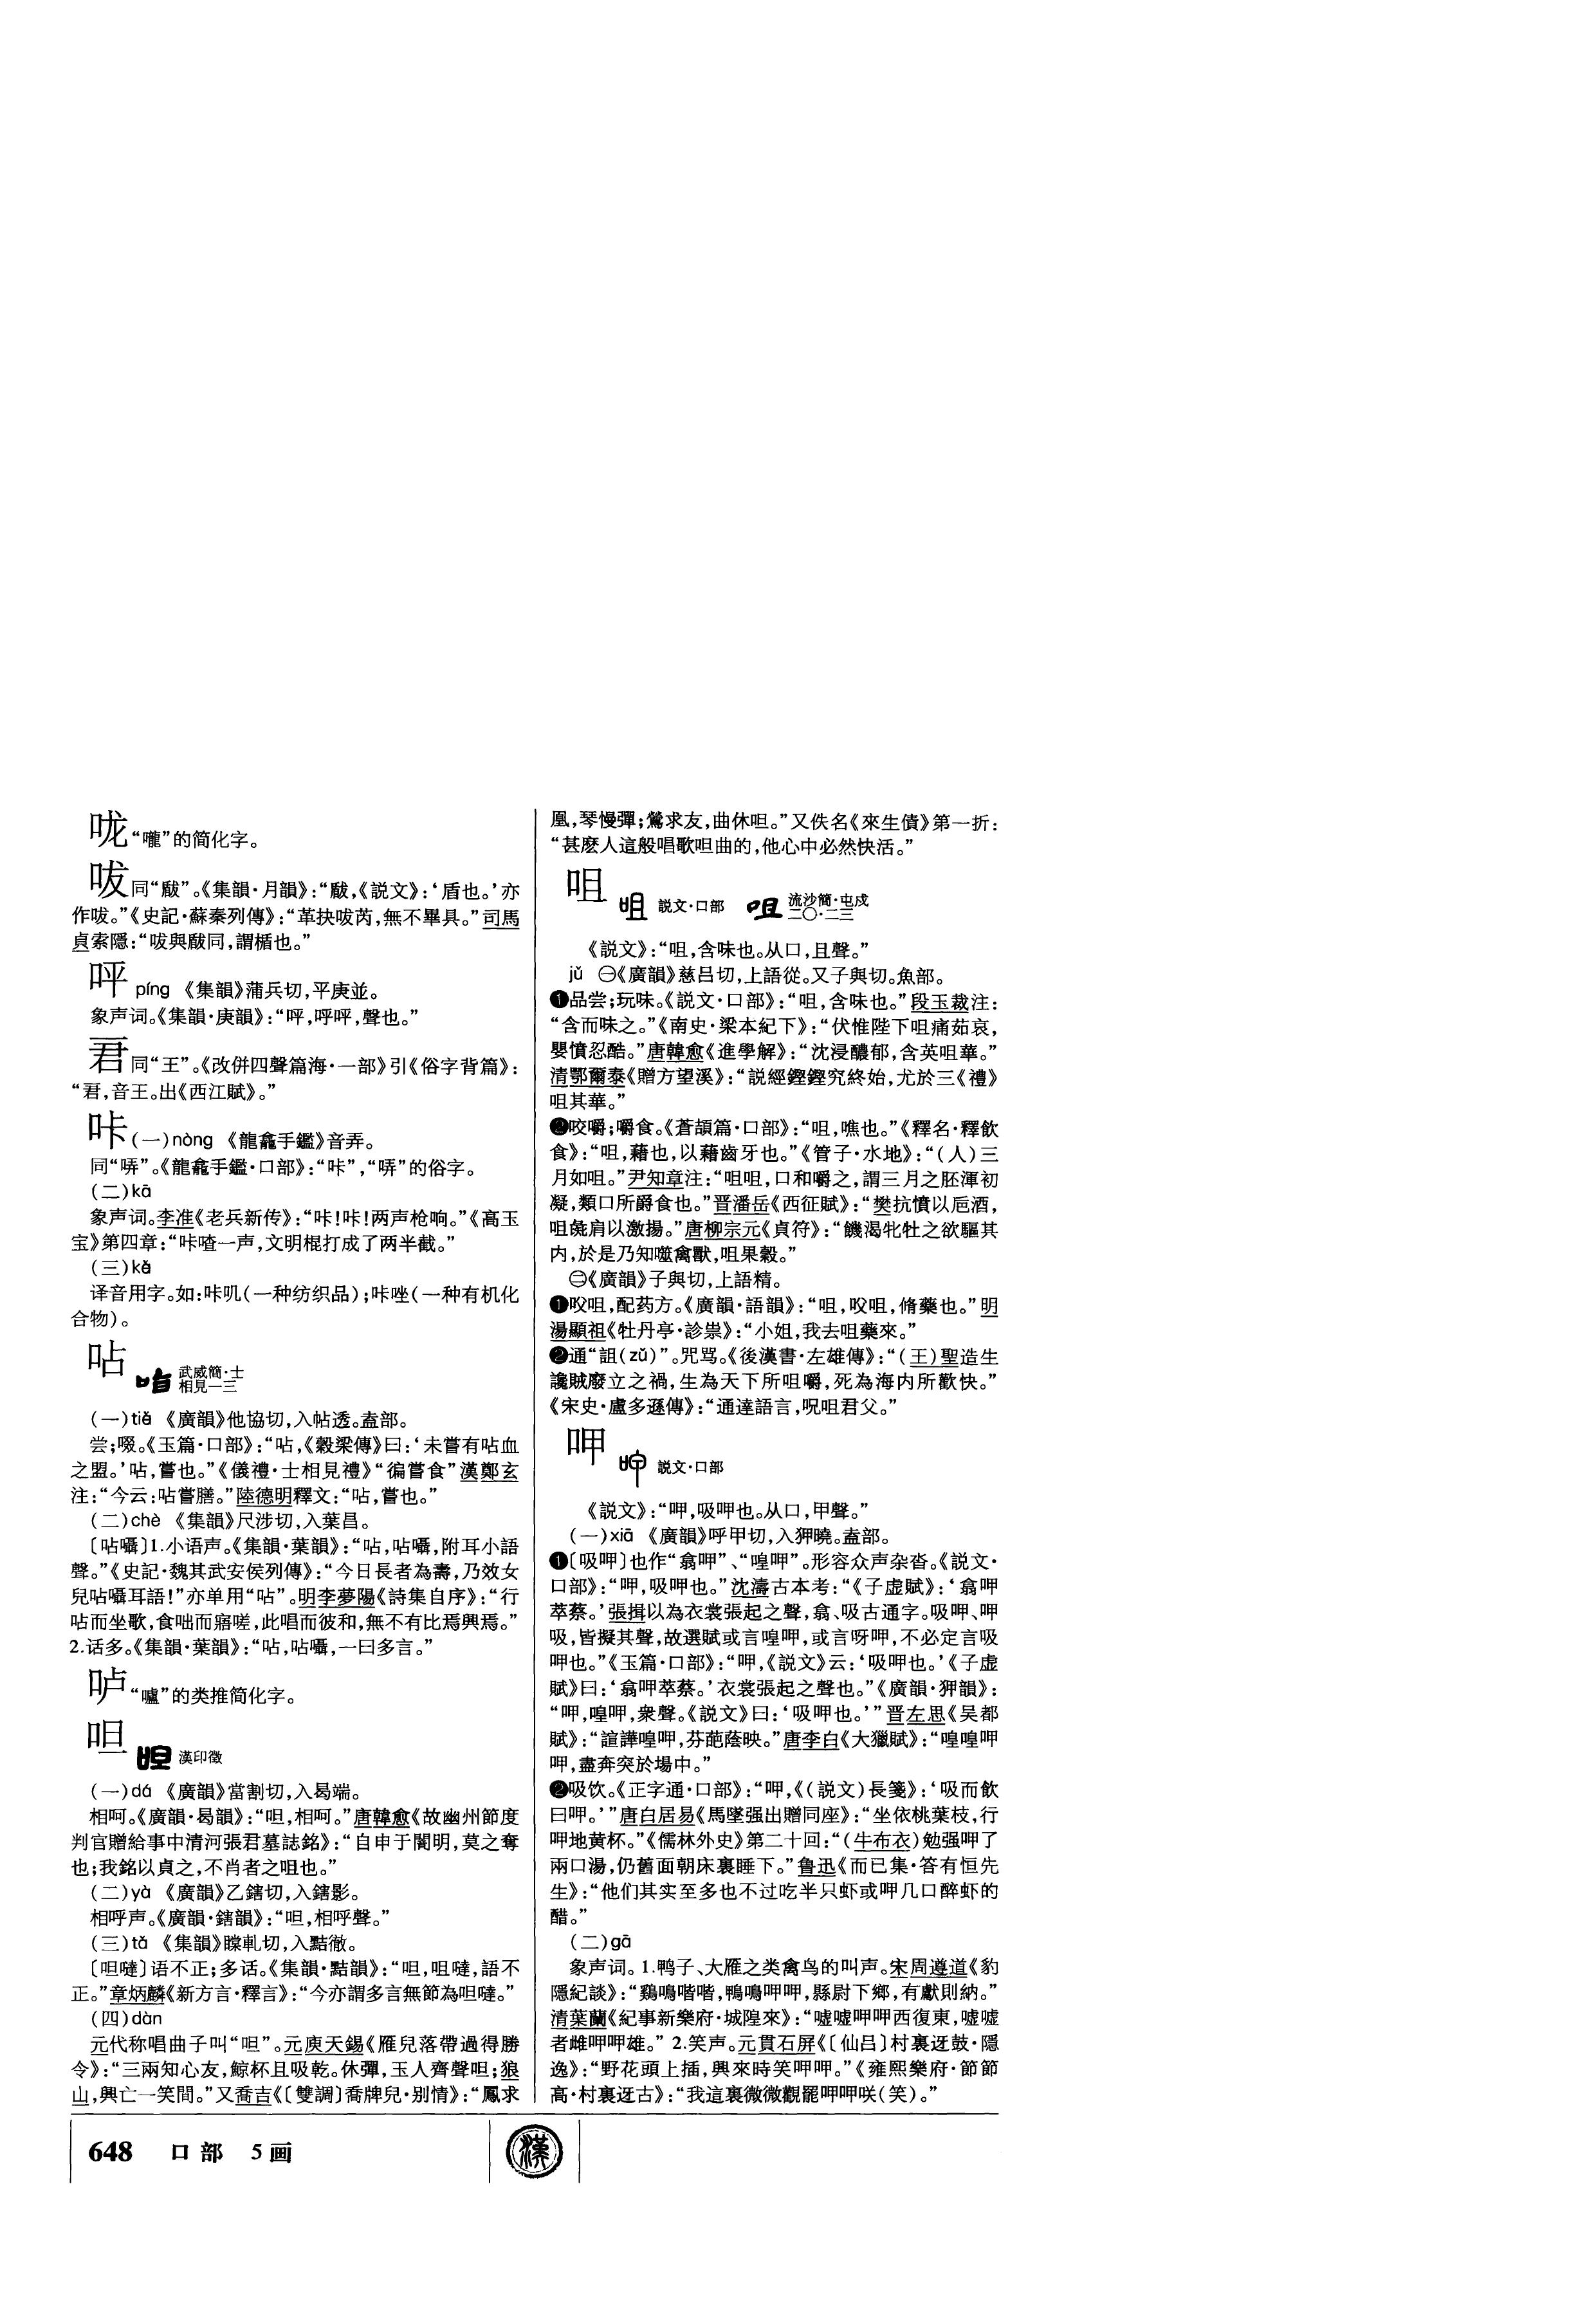 咙“嚨”的简化字。
呅同“瞂”。《集韻·月韻》：“瞂，《説文》：‘盾也。’亦
作呅。”《史記·蘇秦列傳》：“革抉呅芮，無不畢具。”司馬
貞索隱：“呅與瞂同，謂楯也。”
呯 píng 《集韻》蒲兵切，平庚並。
象声词。《集韻·庚韻》：“呯，呼呯，聲也。”
同“王”。《改併四聲篇海·一部》引《俗字背篇》：
音王。出《西江賦》。”
咔(一)nòng 《龍龕手鑑》音弄。
同“哢”。《龍龕手鑑·口部》：“咔”，“哢”的俗字。
(二)kā
象声词。李准《老兵新传》：“咔！咔！两声枪响。”《高玉
宝》第四章：“咔喳一声，文明棍打成了两半截。”
(三)kǎ
译音用字。如：咔叽(一种纺织品)；咔唑(一种有机化
合物)。
呫
武威簡·士
相見一三
(一)tiě 《廣韻》他協切，入帖透。盍部。
尝；啜。《玉篇·口部》：“呫，《穀梁傳》曰：‘未嘗有呫血
之盟。’呫，嘗也。”《儀禮·士相見禮》“徧嘗食”漢鄭玄
注：“今云：呫嘗膳。”陸德明釋文：“呫，嘗也。”
(二)chè 《集韻》尺涉切，入葉昌。
〔呫囁〕1.小语声。《集韻·葉韻》：“呫，呫囁，附耳小語
聲。”《史記·魏其武安侯列傳》：“今日長者為壽，乃效女
兒呫囁耳語！”亦单用“呫”。明李夢陽《詩集自序》：“行
呫而坐歌，食咄而寤嗟，此唱而彼和，無不有比焉興焉。”
2.话多。《集韻·葉韻》：“呫，呫囁，一曰多言。”
㕷“嚧”的类推简化字。
呾
漢印徵
(一)dá 《廣韻》當割切，入曷端。
相呵。《廣韻·曷韻》：“呾，相呵。”唐韓愈《故幽州節度
判官贈給事中清河張君墓誌銘》：“自申于闇明，莫之奪
也；我銘以貞之，不肖者之呾也。”
(二)yà 《廣韻》乙鎋切，入鎋影。
相呼声。《廣韻·鎋韻》：“呾，相呼聲。”
(三)tǎ 《集韻》瞠軋切，入黠徹。
〔呾噠〕语不正；多话。《集韻·黠韻》：“呾，呾噠，語不
正。”章炳麟《新方言·釋言》：“今亦謂多言無節為呾噠。”
(四)dàn
元代称唱曲子叫“呾”。元庾天錫《雁兒落帶過得勝
令》：“三兩知心友，鯨杯且吸乾。休彈，玉人齊聲呾；狼
山，興亡一笑間。”又喬吉《〔雙調〕喬牌兒·别情》：“鳳求
凰，琴慢彈；鶯求友，曲休呾。”又佚名《來生債》第一折：
“甚麽人這般唱歌呾曲的，他心中必然快活。”
咀
説文·口部
流沙簡·屯戍
二〇·二三
《説文》：“咀，含味也。从口，且聲。”
jǔ ㊀《廣韻》慈吕切，上語從。又子與切。魚部。
❶品尝；玩味。《説文·口部》：“咀，含味也。”段玉裁注：
“含而味之。”《南史·梁本紀下》：“伏惟陛下咀痛茹哀，
嬰憤忍酷。”唐韓愈《進學解》：“沈浸醲郁，含英咀華。”
清鄂爾泰《贈方望溪》：“説經鏗鏗究終始，尤於三《禮》
咀其華。”
❷咬嚼；嚼食。《蒼頡篇·口部》：“咀，噍也。”《釋名·釋飲
食》：“咀，藉也，以藉齒牙也。”《管子·水地》：“(人)三
月如咀。”尹知章注：“咀咀，口和嚼之，謂三月之胚渾初
凝，類口所爵食也。”晋潘岳《西征賦》：“樊抗憤以巵酒，
咀彘肩以激揚。”唐柳宗元《貞符》：“饑渴牝牡之欲驅其
内，於是乃知噬禽獸，咀果穀。”
㊁《廣韻》子與切，上語精。
❶㕮咀，配药方。《廣韻·語韻》：“咀，㕮咀，脩藥也。”明
湯顯祖《牡丹亭·診祟》：“小姐，我去咀藥來。”
❷通“詛(zǔ)”。咒骂。《後漢書·左雄傳》：“(王)聖造生
讒賊廢立之禍，生為天下所咀嚼，死為海内所歡快。”
《宋史·盧多遜傳》：“通達語言，呪咀君父。”
呷
説文·口部
《説文》：“呷，吸呷也。从口，甲聲。”
(一)xiā 《廣韻》呼甲切，入狎曉。盍部。
❶〔吸呷〕也作“翕呷”、“喤呷”。形容众声杂沓。《説文·
口部》：“呷，吸呷也。”沈濤古本考：“《子虚賦》：‘翕呷
萃蔡。’張揖以為衣裳張起之聲，翕、吸古通字。吸呷、呷
吸，皆擬其聲，故選賦或言喤呷，或言呀呷，不必定言吸
呷也。”《玉篇·口部》：“呷，《説文》云：‘吸呷也。’《子虚
賦》曰：‘翕呷萃蔡。’衣裳張起之聲也。”《廣韻·狎韻》：
“呷，喤呷，衆聲。《説文》曰：‘吸呷也。’”晋左思《吴都
賦》：“諠譁喤呷，芬葩蔭映。”唐李白《大獵賦》：“喤喤呷
呷，盡奔突於場中。”
❷吸饮。《正字通·口部》：“呷，《(説文)長箋》：‘吸而飲
曰呷。’”唐白居易《馬墜强出贈同座》：“坐依桃葉枝，行
呷地黄杯。”《儒林外史》第二十回：“(牛布衣)勉强呷了
兩口湯，仍舊面朝床裏睡下。”鲁迅《而已集·答有恒先
生》：“他们其实至多也不过吃半只虾或呷几口醉虾的
醋。”
(二)gā
象声词。1.鸭子、大雁之类禽鸟的叫声。宋周遵道《豹
隱紀談》：“鷄鳴喈喈，鴨鳴呷呷，縣尉下鄉，有獻則納。”
清葉蘭《紀事新樂府·城隍來》：“嘘嘘呷呷西復東，嘘嘘
者雌呷呷雄。”2.笑声。元貫石屏《〔仙吕〕村裏迓鼓·隱
逸》：“野花頭上插，興來時笑呷呷。”《雍熙樂府·節節
高·村裏迓古》：“我這裏微微觀罷呷呷咲(笑)。”
648 口部 5画
漢